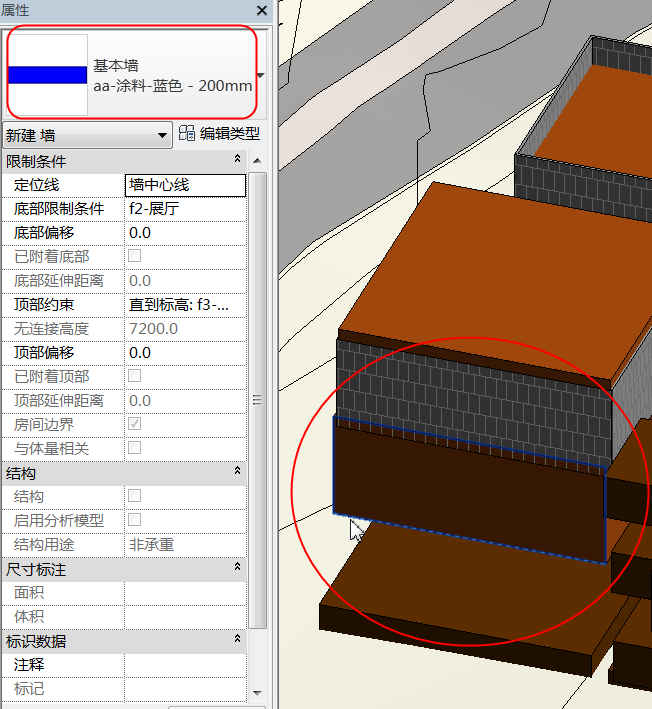 属性
基本墙
aa-涂料-蓝色 - 200mm
新建 墙 编辑类型
限制条件
定位线 墙中心线
底部限制条件 f2-展厅
底部偏移 0.0
已附着底部
底部延伸距离 0.0
顶部约束 直到标高: f3-...
无连接高度 7200.0
顶部偏移 0.0
已附着顶部
顶部延伸距离 0.0
房间边界
与体量相关
结构
结构
启用分析模型
结构用途 非承重
尺寸标注
面积
体积
标识数据
注释
标记